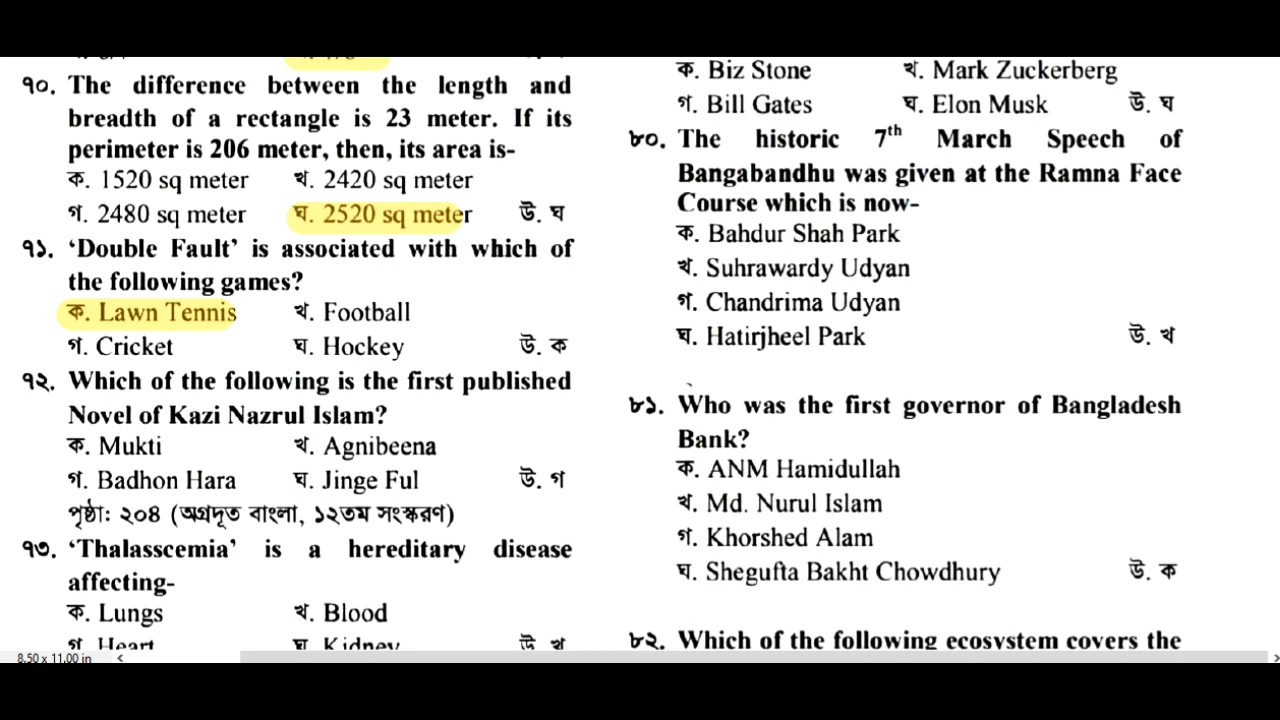 ৭০. The difference between the length and
breadth of a rectangle is 23 meter. If its
perimeter is 206 meter, then, its area is-
ক. 1520 sq meter খ. 2420 sq meter
গ. 2480 sq meter ঘ. 2520 sq meter উ. ঘ
৭১. ‘Double Fault’ is associated with which of
the following games?
ক. Lawn Tennis খ. Football
গ. Cricket ঘ. Hockey উ. ক
৭২. Which of the following is the first published
Novel of Kazi Nazrul Islam?
ক. Mukti খ. Agnibeena
গ. Badhon Hara ঘ. Jinge Ful উ. গ
পৃষ্ঠা: ২০৪ (অগ্রদূত বাংলা, ১২তম সংস্করণ)
৭৩. ‘Thalasscemia’ is a hereditary disease
affecting-
ক. Lungs খ. Blood
গ. Heart ঘ. Kidney উ. খ
ক. Biz Stone খ. Mark Zuckerberg
গ. Bill Gates ঘ. Elon Musk উ. ঘ
৮০. The historic 7th March Speech of
Bangabandhu was given at the Ramna Face
Course which is now-
ক. Bahdur Shah Park
খ. Suhrawardy Udyan
গ. Chandrima Udyan
ঘ. Hatirjheel Park উ. খ
৮১. Who was the first governor of Bangladesh
Bank?
ক. ANM Hamidullah
খ. Md. Nurul Islam
গ. Khorshed Alam
ঘ. Shegufta Bakht Chowdhury উ. ক
৮২. Which of the following ecosystem covers the
8.50 x 11.00 in